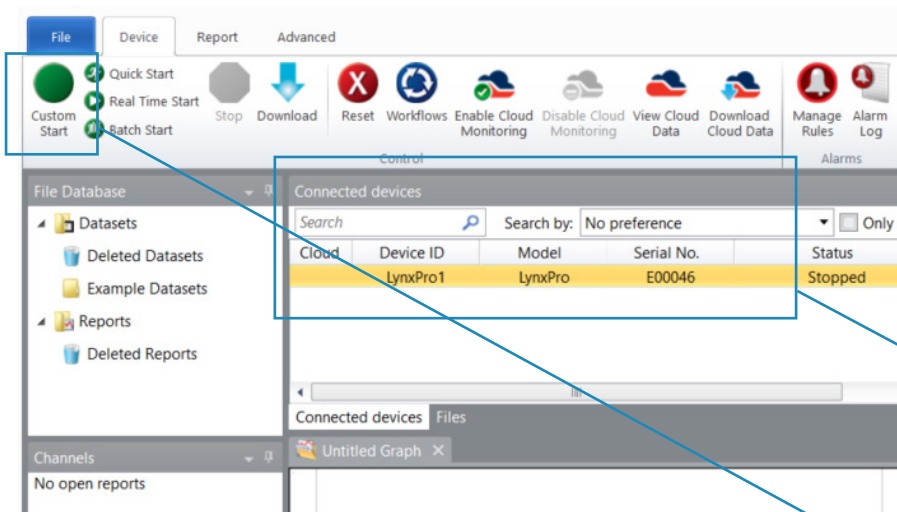 File Device Report Advanced
Custom Start
Quick Start
Real Time Start
Batch Start
Stop
Download
Reset
Workflows
Enable Cloud Monitoring
Disable Cloud Monitoring
View Cloud Data
Download Cloud Data
Manage Rules
Alarm Log
Control
Alarms
File Database
Datasets
Deleted Datasets
Example Datasets
Reports
Deleted Reports
Connected devices
Search
Search by: No preference
Only
Cloud Device ID Model Serial No. Status
LynxPro1 LynxPro E00046 Stopped
Connected devices Files
Untitled Graph
Channels
No open reports